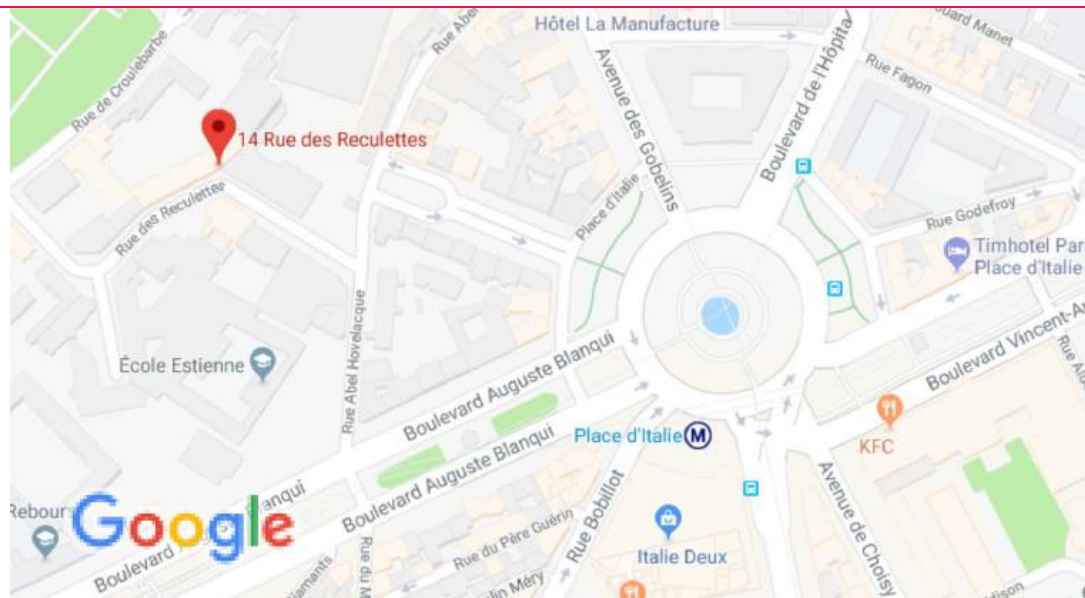 Hôtel La Manufacture
Rue Abel
Avenue des Gobelins
Boulevard de l'Hôpital
Rue Fagon
Rue de Croulebarbe
14 Rue des Reculettes
Rue des Reculettes
Place d'Italie
Rue Godefroy
Timhotel Par
Place d'Italie
École Estienne
Rue Abel Hovelacque
Boulevard Auguste Blanqui
Boulevard Auguste Blanqui
Boulevard Vincent-Au
KFC
Place d'Italie
M
Avenue de Choisy
Rue Bobillot
Rue du Père Guérin
Italie Deux
Google
Boulevard
Rue du M